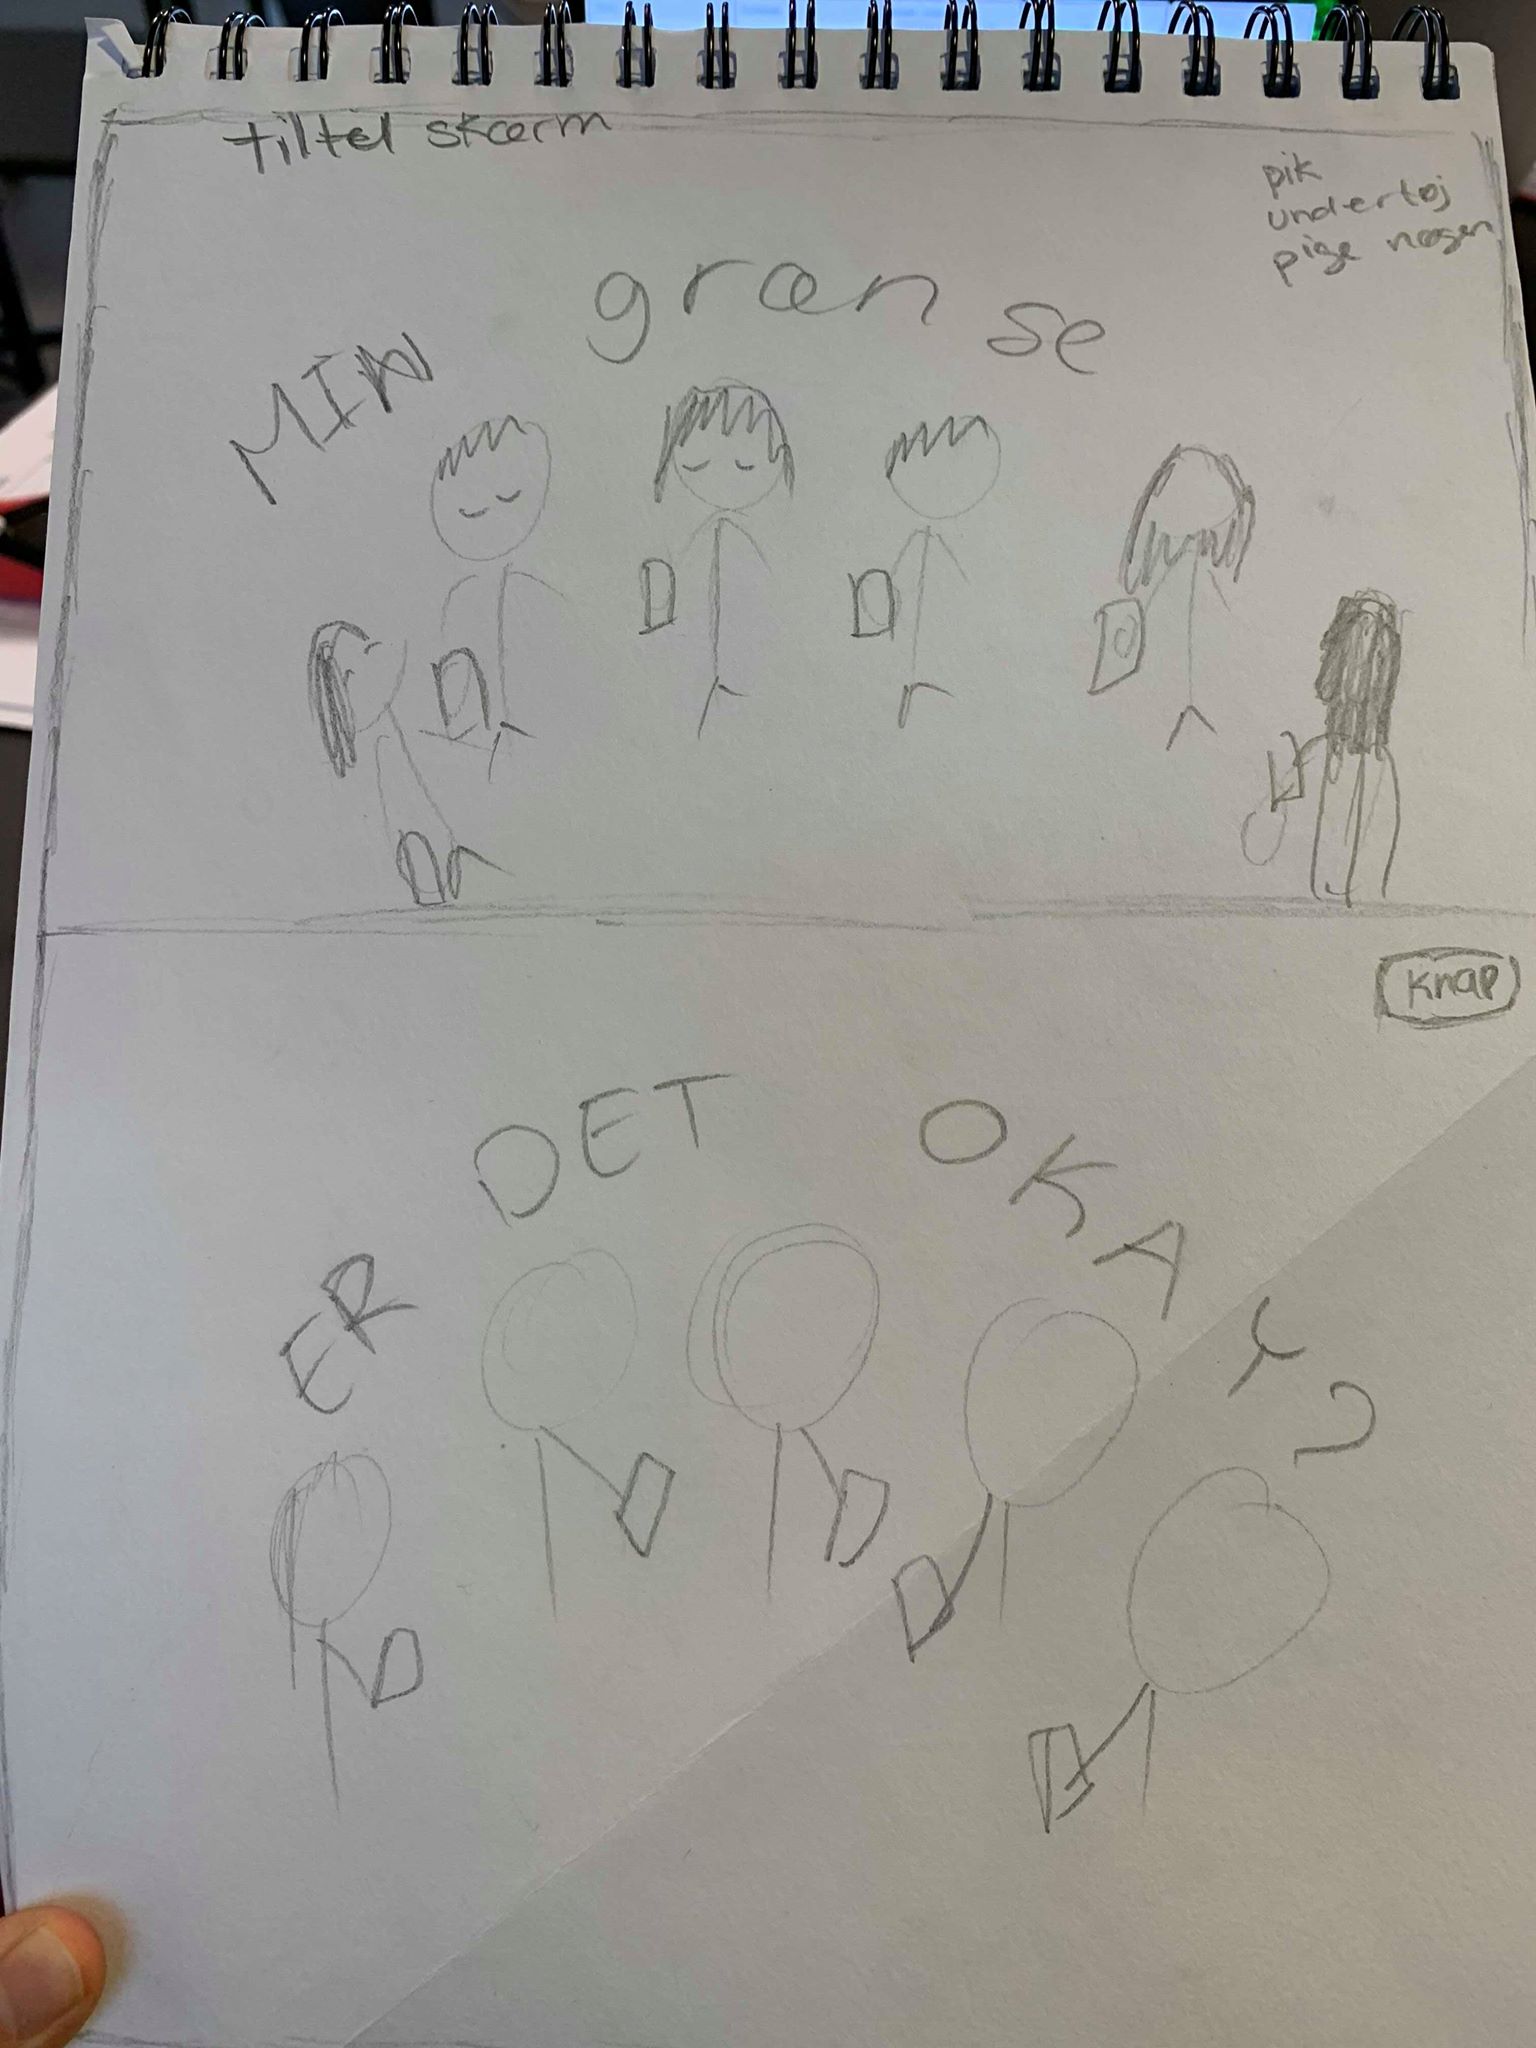 tiltel skærm
pik
undertøj
pige nøgen
MIN grænse
Knap
ER DET OKAY?